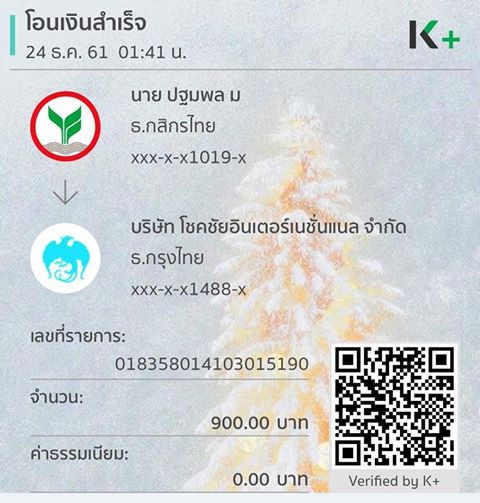 โอนเงินสำเร็จ
24 ธ.ค. 61 01:41 น.
K+
นาย ปฐมพล ม
ธ.กสิกรไทย
xxx-x-x1019-x
บริษัท โชคชัยอินเตอร์เนชั่นแนล จำกัด
ธ.กรุงไทย
xxx-x-x1488-x
เลขที่รายการ:
018358014103015190
จำนวน:
900.00 บาท
ค่าธรรมเนียม:
0.00 บาท
Verified by K+